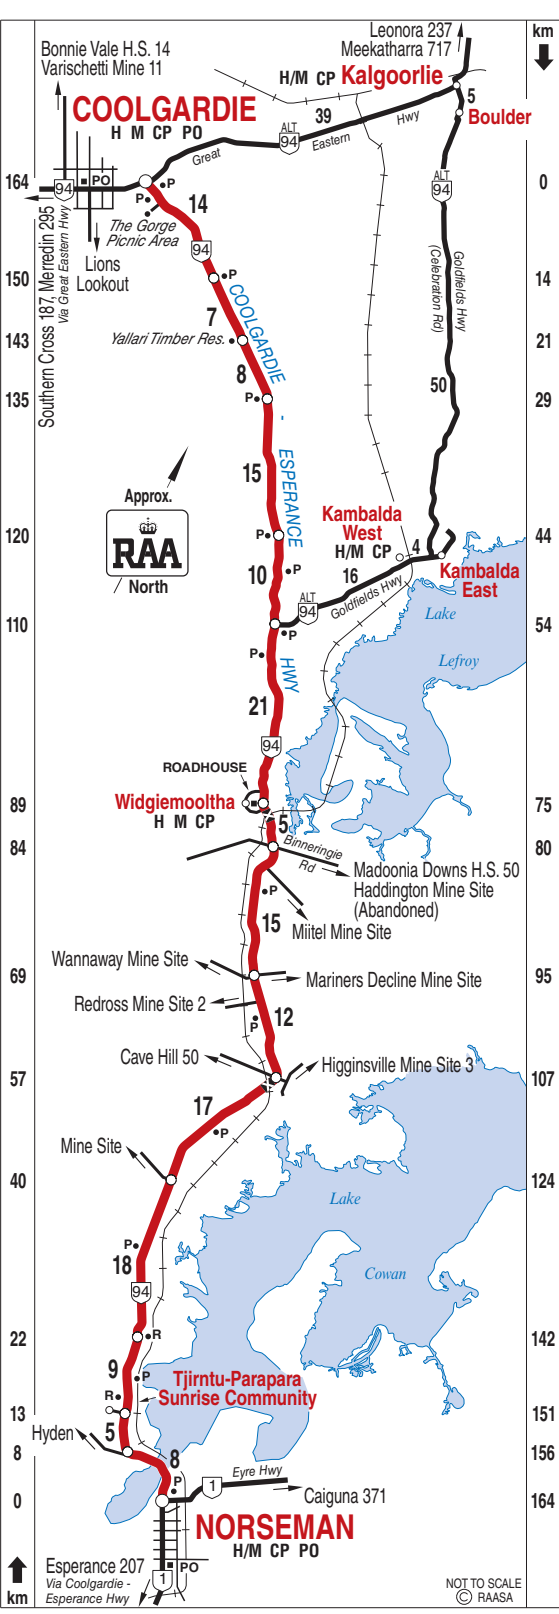 Leonora 237
Meekatharra 717
km
Bonnie Vale H.S. 14
Varischetti Mine 11
H/M CP Kalgoorlie
5
Boulder
COOLGARDIE
H M CP PO
39
Great
ALT
94
Eastern
Hwy
164
94
PO
P
P
0
ALT
94
14
The Gorge
Picnic Area
Southern Cross 187, Merredin 295
Via Great Eastern Hwy
Lions
Lookout
94
Goldfields Hwy
(Celebration Rd)
150
P
14
COOLGARDIE - ESPERANCE HWY
7
143
Yallari Timber Res.
21
8
50
135
P
29
15
Approx.
RAA
North
Kambalda
West
H/M CP
4
120
P
44
10
P
16
Kambalda
East
ALT
94
Goldfields Hwy
Lake
Lefroy
110
P
54
P
21
94
ROADHOUSE
89
Widgiemooltha
H M CP
75
5
84
Binneringie
Rd
80
Madoonia Downs H.S. 50
Haddington Mine Site
(Abandoned)
P
15
Miitel Mine Site
Wannaway Mine Site
69
Mariners Decline Mine Site
95
Redross Mine Site 2
12
P
Cave Hill 50
Higginsville Mine Site 3
57
107
17
P
Mine Site
40
124
Lake
Cowan
P
18
94
22
R
142
9
P
Tjirntu-Parapara
Sunrise Community
R
13
151
5
Hyden
8
156
8
P
Eyre Hwy
1
Caiguna 371
0
164
NORSEMAN
H/M CP PO
PO
Esperance 207
Via Coolgardie -
Esperance Hwy
1
km
NOT TO SCALE
© RAASA